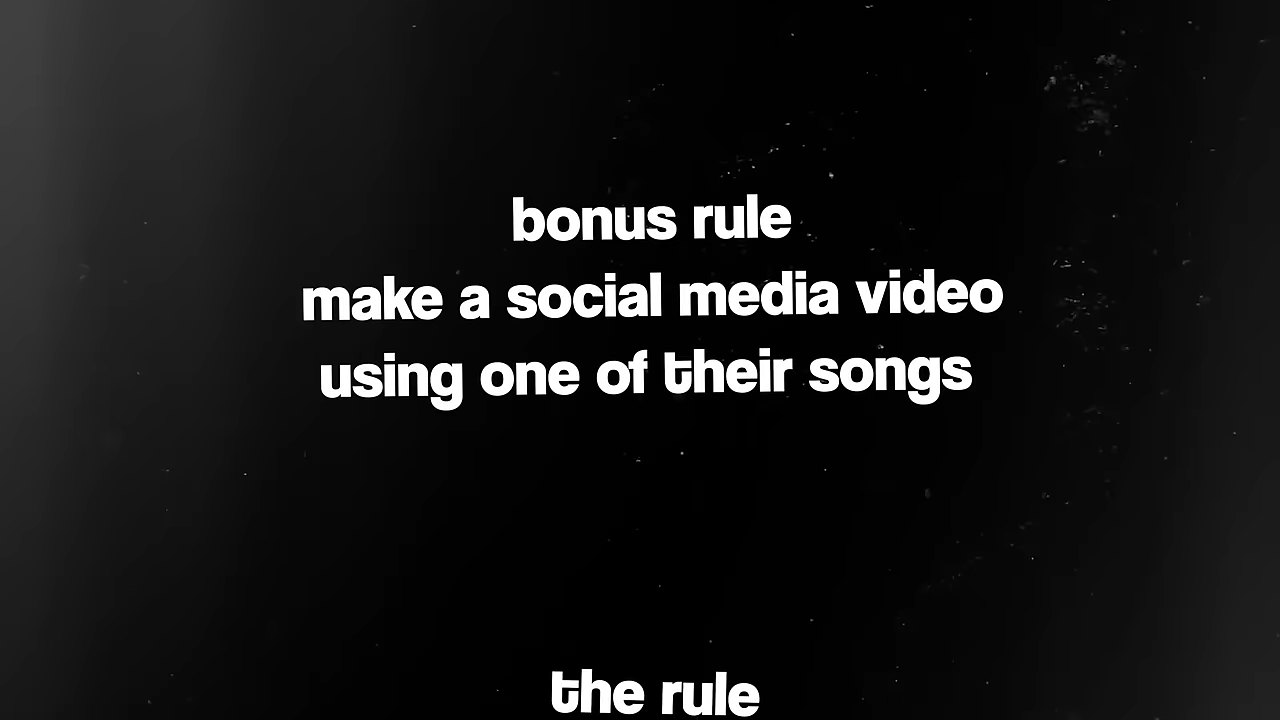 bonus rule
make a social media video
using one of their songs
the rule